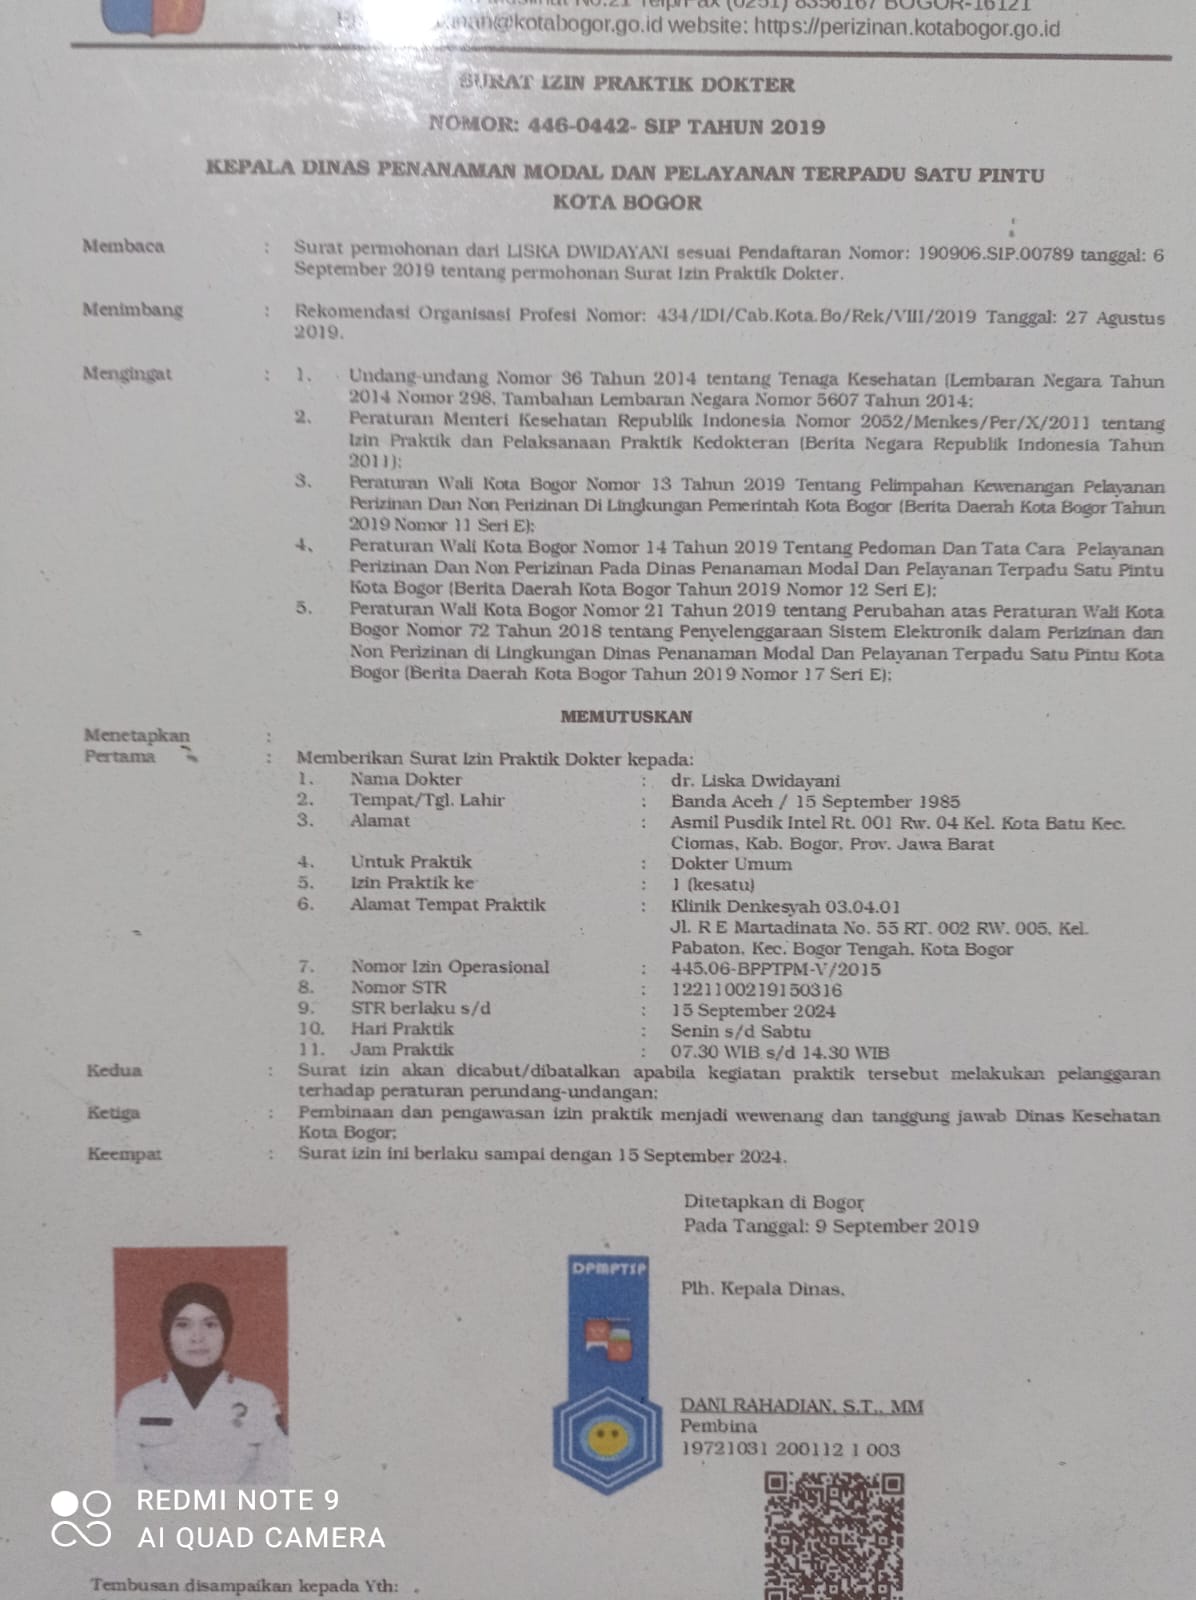 No.21 Telp/Fax (0251) 8356167 BOGOR-16121
@kotabogor.go.id website: https://perizinan.kotabogor.go.id
SURAT IZIN PRAKTIK DOKTER
NOMOR: 446-0442- SIP TAHUN 2019
KEPALA DINAS PENANAMAN MODAL DAN PELAYANAN TERPADU SATU PINTU
KOTA BOGOR
Membaca : Surat permohonan dari LISKA DWIDAYANI sesuai Pendaftaran Nomor: 190906.SIP.00789 tanggal: 6
September 2019 tentang permohonan Surat Izin Praktik Dokter.
Menimbang : Rekomendasi Organisasi Profesi Nomor: 434/IDI/Cab.Kota.Bo/Rek/VIII/2019 Tanggal: 27 Agustus
2019.
Mengingat : 1. Undang-undang Nomor 36 Tahun 2014 tentang Tenaga Kesehatan (Lembaran Negara Tahun
2014 Nomor 298, Tambahan Lembaran Negara Nomor 5607 Tahun 2014;
2. Peraturan Menteri Kesehatan Republik Indonesia Nomor 2052/Menkes/Per/X/2011 tentang
Izin Praktik dan Pelaksanaan Praktik Kedokteran (Berita Negara Republik Indonesia Tahun
2011);
3. Peraturan Wali Kota Bogor Nomor 13 Tahun 2019 Tentang Pelimpahan Kewenangan Pelayanan
Perizinan Dan Non Perizinan Di Lingkungan Pemerintah Kota Bogor (Berita Daerah Kota Bogor Tahun
2019 Nomor 11 Seri E);
4. Peraturan Wali Kota Bogor Nomor 14 Tahun 2019 Tentang Pedoman Dan Tata Cara Pelayanan
Perizinan Dan Non Perizinan Pada Dinas Penanaman Modal Dan Pelayanan Terpadu Satu Pintu
Kota Bogor (Berita Daerah Kota Bogor Tahun 2019 Nomor 12 Seri E);
5. Peraturan Wali Kota Bogor Nomor 21 Tahun 2019 tentang Perubahan atas Peraturan Wali Kota
Bogor Nomor 72 Tahun 2018 tentang Penyelenggaraan Sistem Elektronik dalam Perizinan dan
Non Perizinan di Lingkungan Dinas Penanaman Modal Dan Pelayanan Terpadu Satu Pintu Kota
Bogor (Berita Daerah Kota Bogor Tahun 2019 Nomor 17 Seri E);
MEMUTUSKAN
Menetapkan :
Pertama : Memberikan Surat Izin Praktik Dokter kepada:
1. Nama Dokter : dr. Liska Dwidayani
2. Tempat/Tgl. Lahir : Banda Aceh / 15 September 1985
3. Alamat : Asmil Pusdik Intel Rt. 001 Rw. 04 Kel. Kota Batu Kec.
Ciomas, Kab. Bogor, Prov. Jawa Barat
4. Untuk Praktik : Dokter Umum
5. Izin Praktik ke : 1 (kesatu)
6. Alamat Tempat Praktik : Klinik Denkesyah 03.04.01
Jl. R E Martadinata No. 55 RT. 002 RW. 005, Kel.
Pabaton, Kec. Bogor Tengah, Kota Bogor
7. Nomor Izin Operasional : 445.06-BPPTPM-V/2015
8. Nomor STR : 1221100219150316
9. STR berlaku s/d : 15 September 2024
10. Hari Praktik : Senin s/d Sabtu
11. Jam Praktik : 07.30 WIB s/d 14.30 WIB
Kedua : Surat izin akan dicabut/dibatalkan apabila kegiatan praktik tersebut melakukan pelanggaran
terhadap peraturan perundang-undangan;
Ketiga : Pembinaan dan pengawasan izin praktik menjadi wewenang dan tanggung jawab Dinas Kesehatan
Kota Bogor;
Keempat : Surat izin ini berlaku sampai dengan 15 September 2024.
Ditetapkan di Bogor
Pada Tanggal: 9 September 2019
DPMPTSP
Plh. Kepala Dinas,
DANI RAHADIAN, S.T., MM
Pembina
19721031 200112 1 003
REDMI NOTE 9
AI QUAD CAMERA
Tembusan disampaikan kepada Yth: